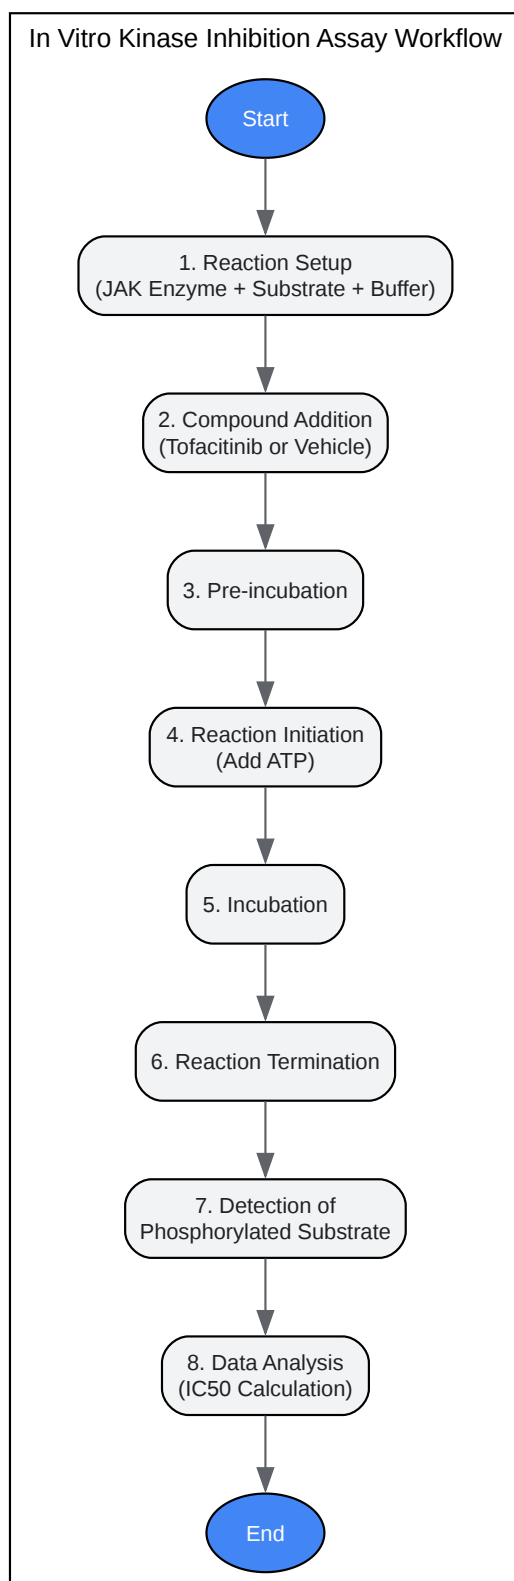 In Vitro Kinase Inhibition Assay Workflow
Start
1. Reaction Setup
(JAK Enzyme + Substrate + Buffer)
2. Compound Addition
(Tofacitinib or Vehicle)
3. Pre-incubation
4. Reaction Initiation
(Add ATP)
5. Incubation
6. Reaction Termination
7. Detection of
Phosphorylated Substrate
8. Data Analysis
(IC50 Calculation)
End